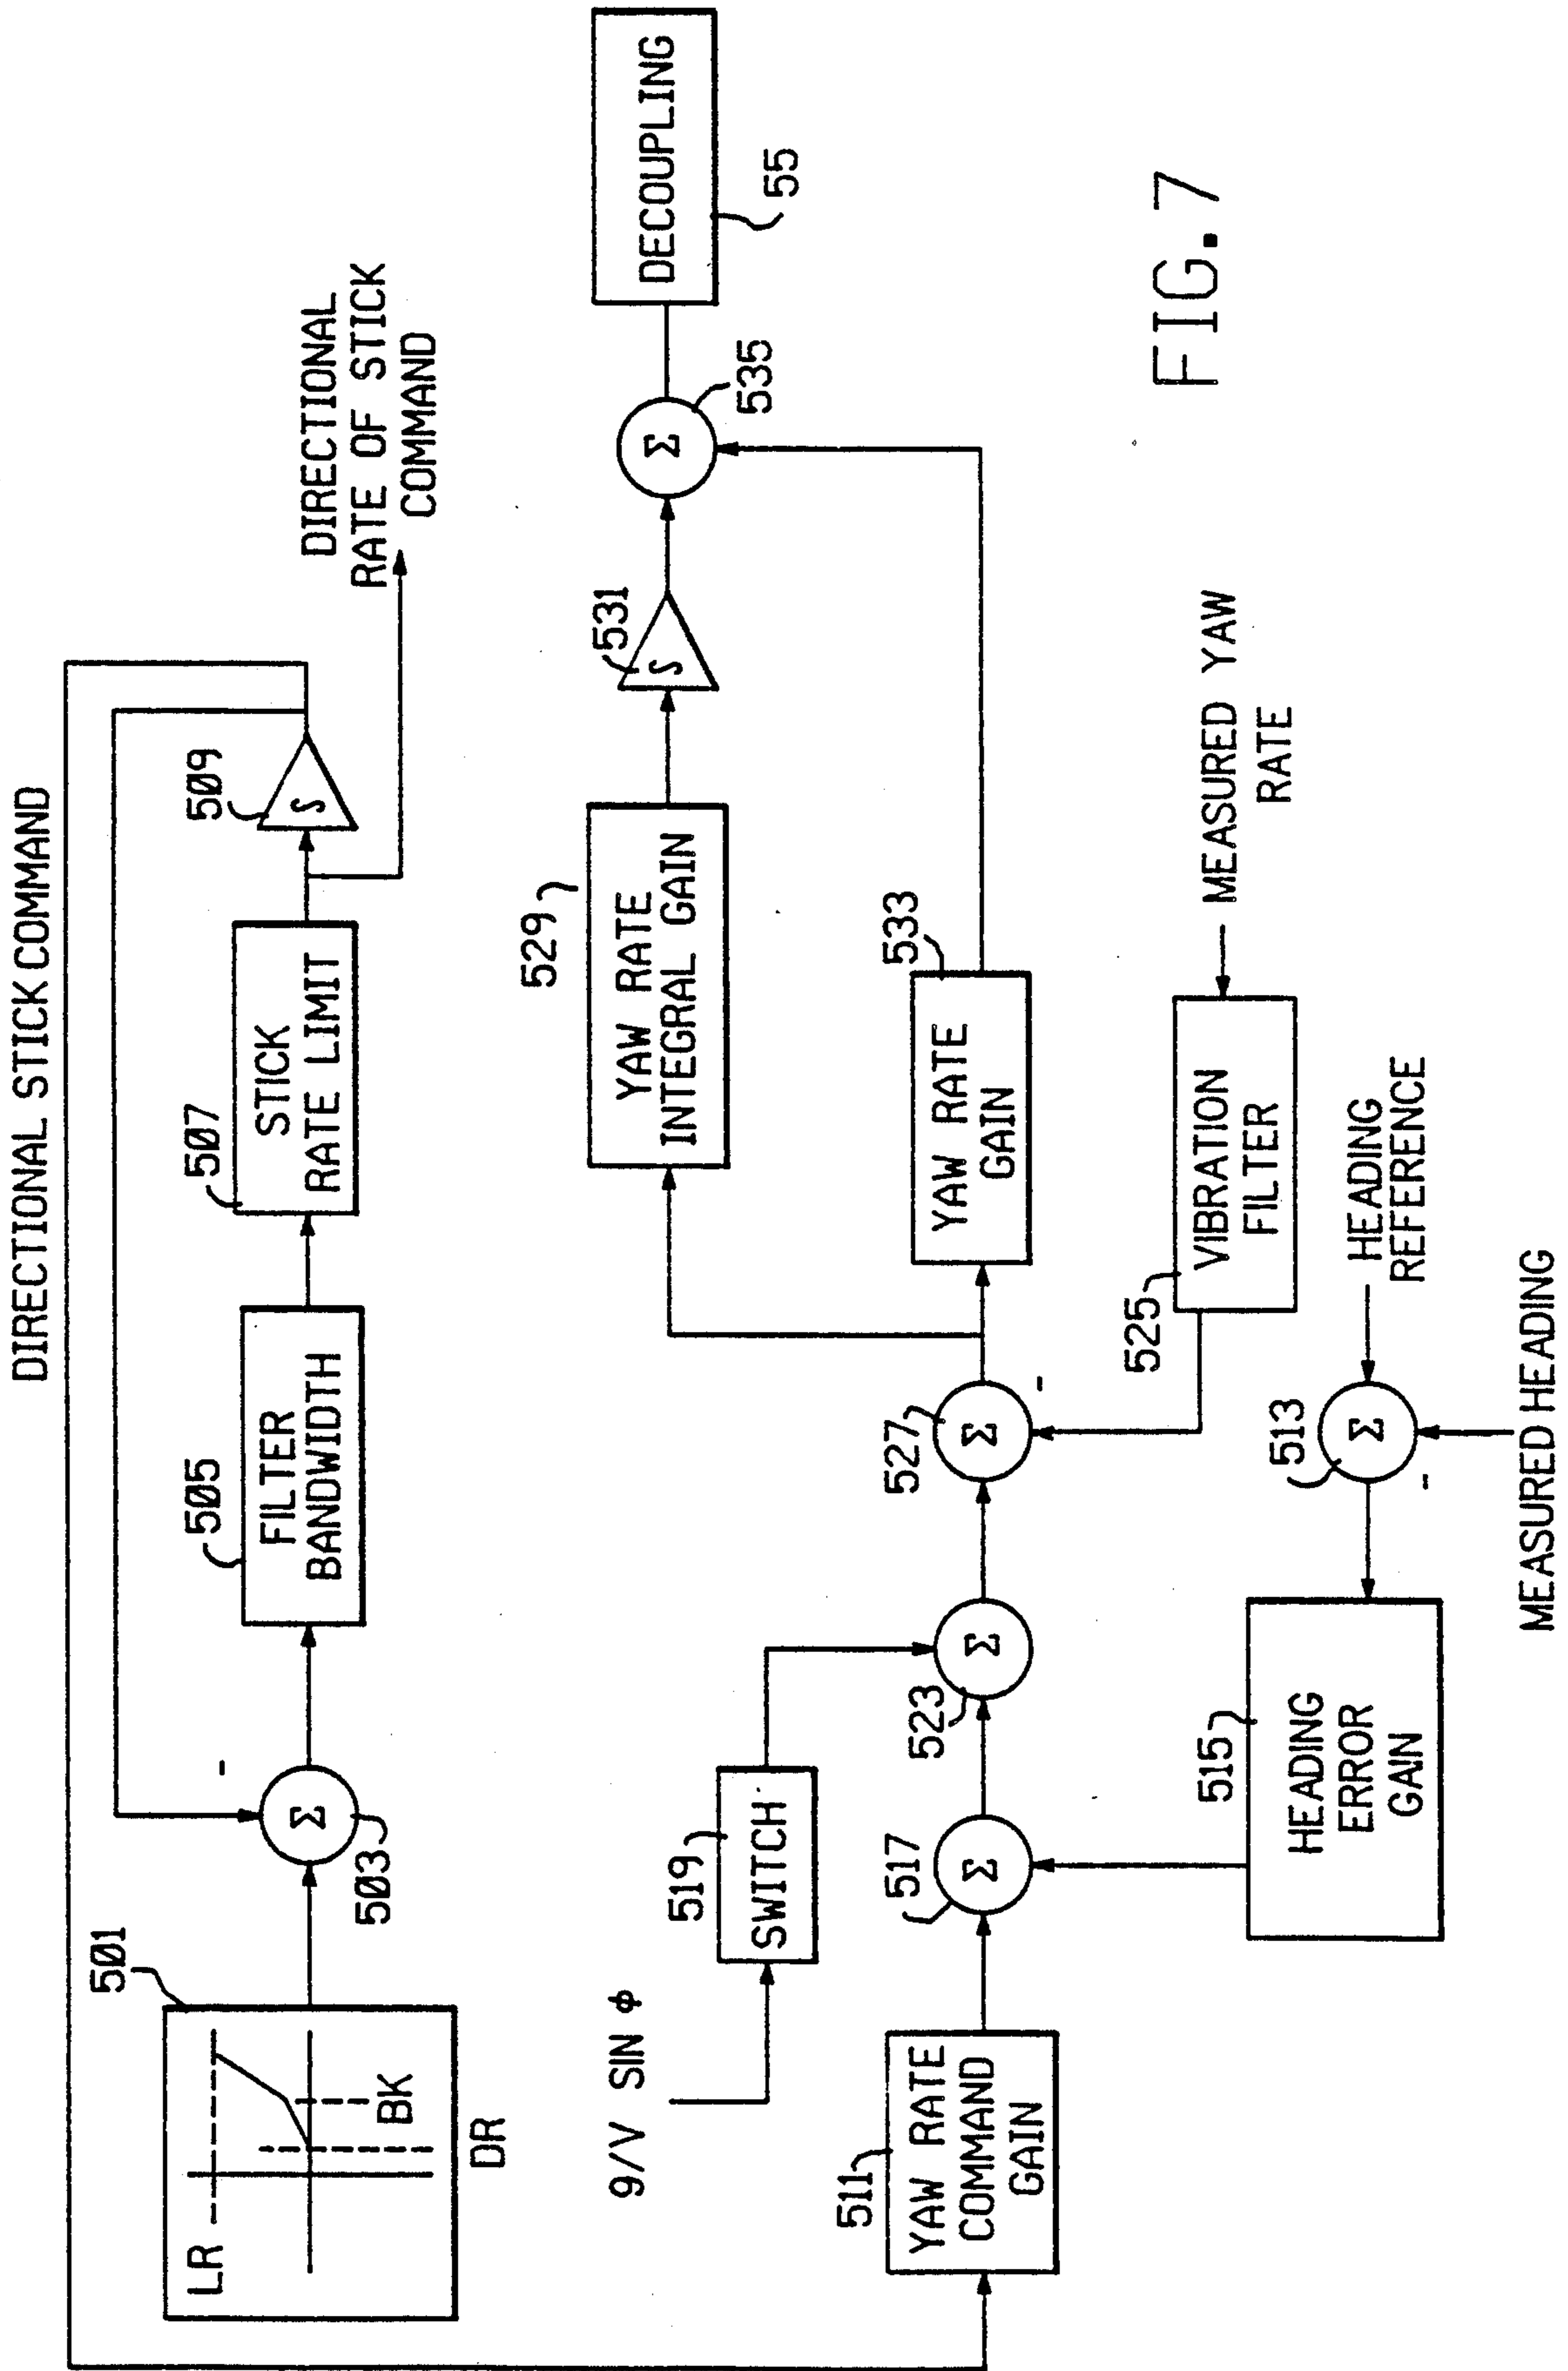 DIRECTIONAL STICK COMMAND
501
LR
BK
DR
Σ
503
-
505
FILTER
BANDWIDTH
507
STICK
RATE LIMIT
509
∫
DIRECTIONAL
RATE OF STICK
COMMAND
9/V SIN ϕ
519
SWITCH
511
YAW RATE
COMMAND
GAIN
517
Σ
523
Σ
527
Σ
-
529
YAW RATE
INTEGRAL GAIN
531
∫
Σ
535
DECOUPLING
55
533
YAW RATE
GAIN
525
VIBRATION
FILTER
MEASURED YAW
RATE
515
HEADING
ERROR
GAIN
513
Σ
-
HEADING
REFERENCE
MEASURED HEADING
FIG. 7